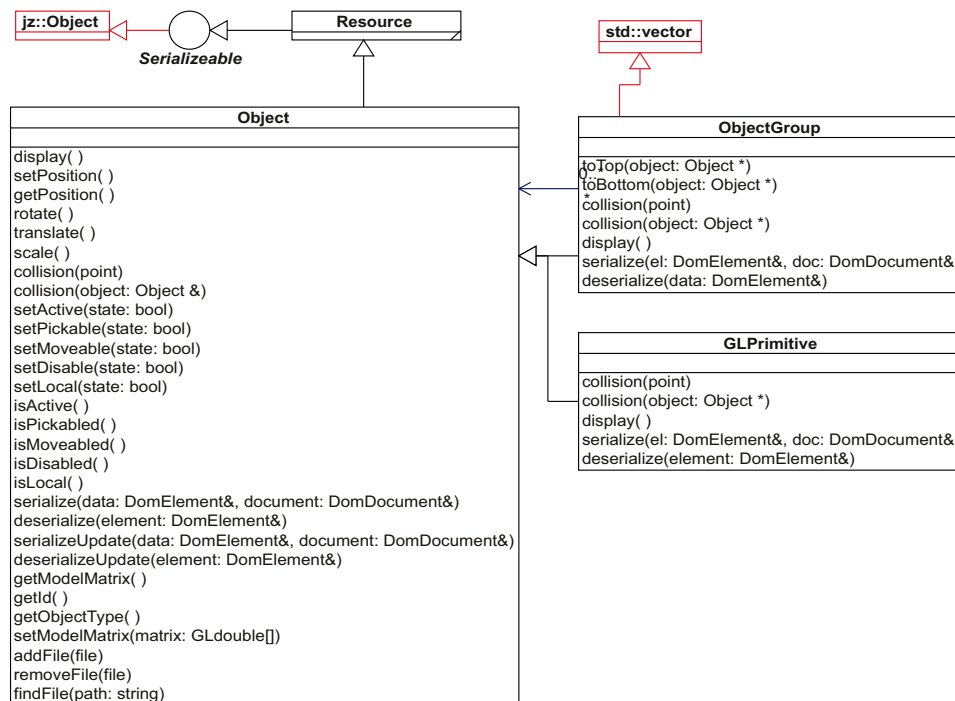 jz::Object
Serializeable
Resource
std::vector
Object
display( )
setPosition( )
getPosition( )
rotate( )
translate( )
scale( )
collision(point)
collision(object: Object &)
setActive(state: bool)
setPickable(state: bool)
setMoveable(state: bool)
setDisable(state: bool)
setLocal(state: bool)
isActive( )
isPickabled( )
isMoveabled( )
isDisabled( )
isLocal( )
serialize(data: DomElement&, document: DomDocument&)
deserialize(element: DomElement&)
serializeUpdate(data: DomElement&, document: DomDocument&)
deserializeUpdate(element: DomElement&)
getModelMatrix( )
getId( )
getObjectType( )
setModelMatrix(matrix: GLdouble[])
addFile(file)
removeFile(file)
findFile(path: string)
ObjectGroup
toTop(object: Object *)
0..*
toBottom(object: Object *)
*
collision(point)
collision(object: Object *)
display( )
serialize(el: DomElement&, doc: DomDocument&
deserialize(data: DomElement&)
GLPrimitive
collision(point)
collision(object: Object *)
display( )
serialize(el: DomElement&, doc: DomDocument&
deserialize(element: DomElement&)